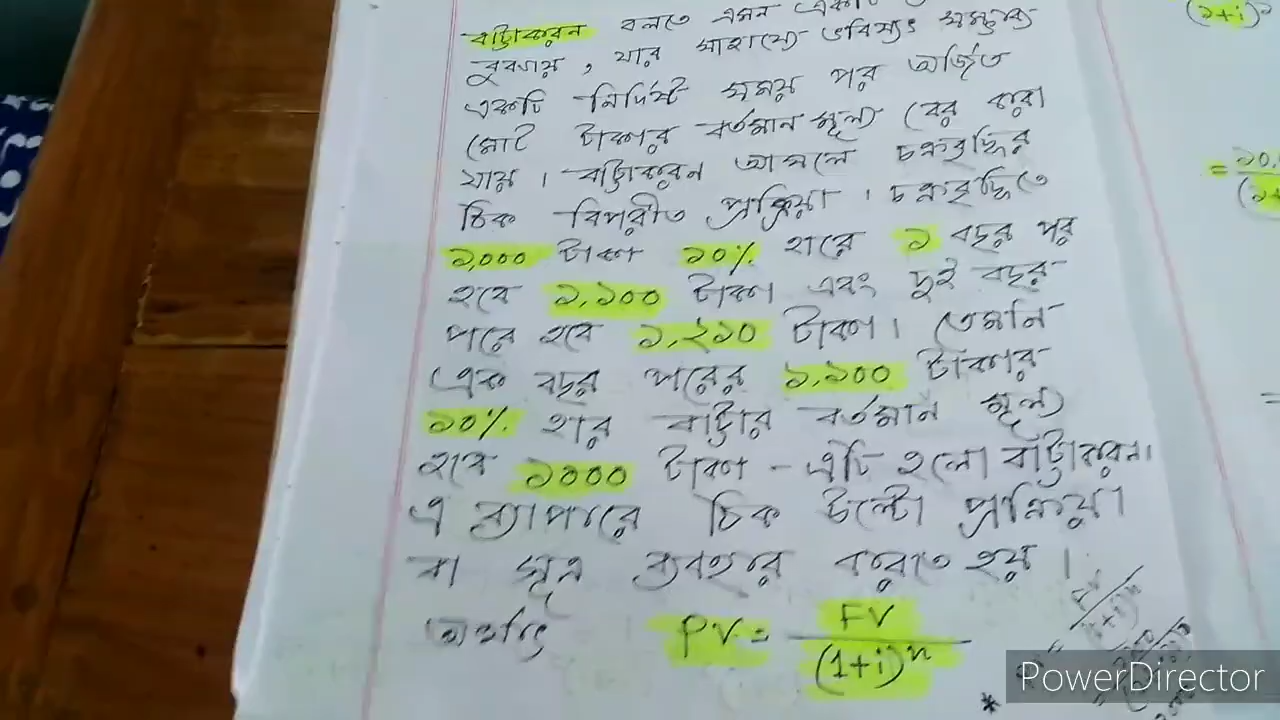 বাট্টাকরন বলতে এমন একটি
বুঝায়, যার সাহায্যে ভবিষ্যৎ
একটি নির্দিষ্ট সময় পর অর্জিত
মোট টাকার বর্তমান মূল্য বের করা
যায়। বাট্টাকরন আসলে চক্রবৃদ্ধির
ঠিক বিপরীত প্রক্রিয়া। চক্রবৃদ্ধিতে
১,০০০ টাকা ১০% হারে ১ বছর পর
হবে ১,১০০ টাকা এবং দুই বছর
পরে হবে ১,২১০ টাকা। তেমনি
এক বছর পরের ১,১০০ টাকার
১০% হার বাট্টার বর্তমান মূল্য
হবে ১০০০ টাকা - এটি হলো বাট্টাকরন।
এ ব্যাপারে ঠিক উল্টো প্রক্রিয়া
বা সূত্র ব্যবহার করতে হয়।
অর্থাৎ PV = FV
(1+i)ⁿ
PowerDirector